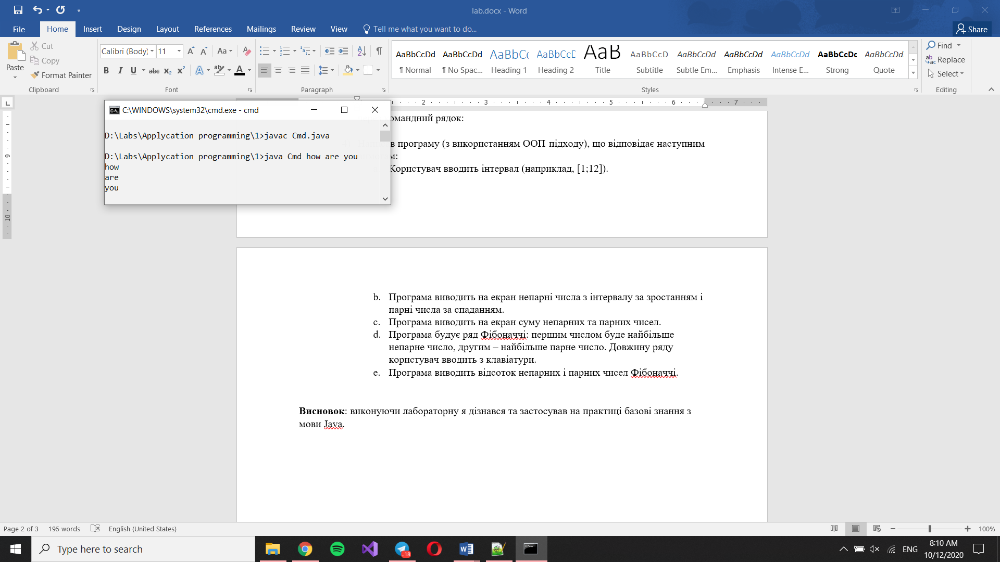 lab.docx - Word
File Home Insert Design Layout References Mailings Review View Tell me what you want to do... Share
Paste
Cut
Copy
Format Painter
Clipboard
Calibri (Body) 11
Font
Paragraph
AaBbCcDd AaBbCcDd AaBbCc AaBbCcD AaB AaBbCcD AaBbCcDd AaBbCcDd AaBbCcDd AaBbCcDc AaBbCcDd
¶ Normal ¶ No Spac... Heading 1 Heading 2 Title Subtitle Subtle Em... Emphasis Intense E... Strong Quote
Styles
Find
Replace
Select
Editing
2 3 4 5 6 7
9
10
C:\WINDOWS\system32\cmd.exe - cmd
D:\Labs\Applycation programming\1>javac Cmd.java
D:\Labs\Applycation programming\1>java Cmd how are you
how
are
you
омандний рядок:
в програму (з використанням ООП підходу), що відповідає наступним
м:
Користувач вводить інтервал (наприклад, [1;12]).
b. Програма виводить на екран непарні числа з інтервалу за зростанням і
парні числа за спаданням.
c. Програма виводить на екран суму непарних та парних чисел.
d. Програма будує ряд Фібоначчі: першим числом буде найбільше
непарне число, другим – найбільше парне число. Довжину ряду
користувач вводить з клавіатури.
e. Програма виводить відсоток непарних і парних чисел Фібоначчі.
Висновок: виконуючи лабораторну я дізнався та застосував на практиці базові знання з
мови Java.
Page 2 of 3 195 words English (United States) 100%
Type here to search
..18
ENG
8:10 AM
10/12/2020